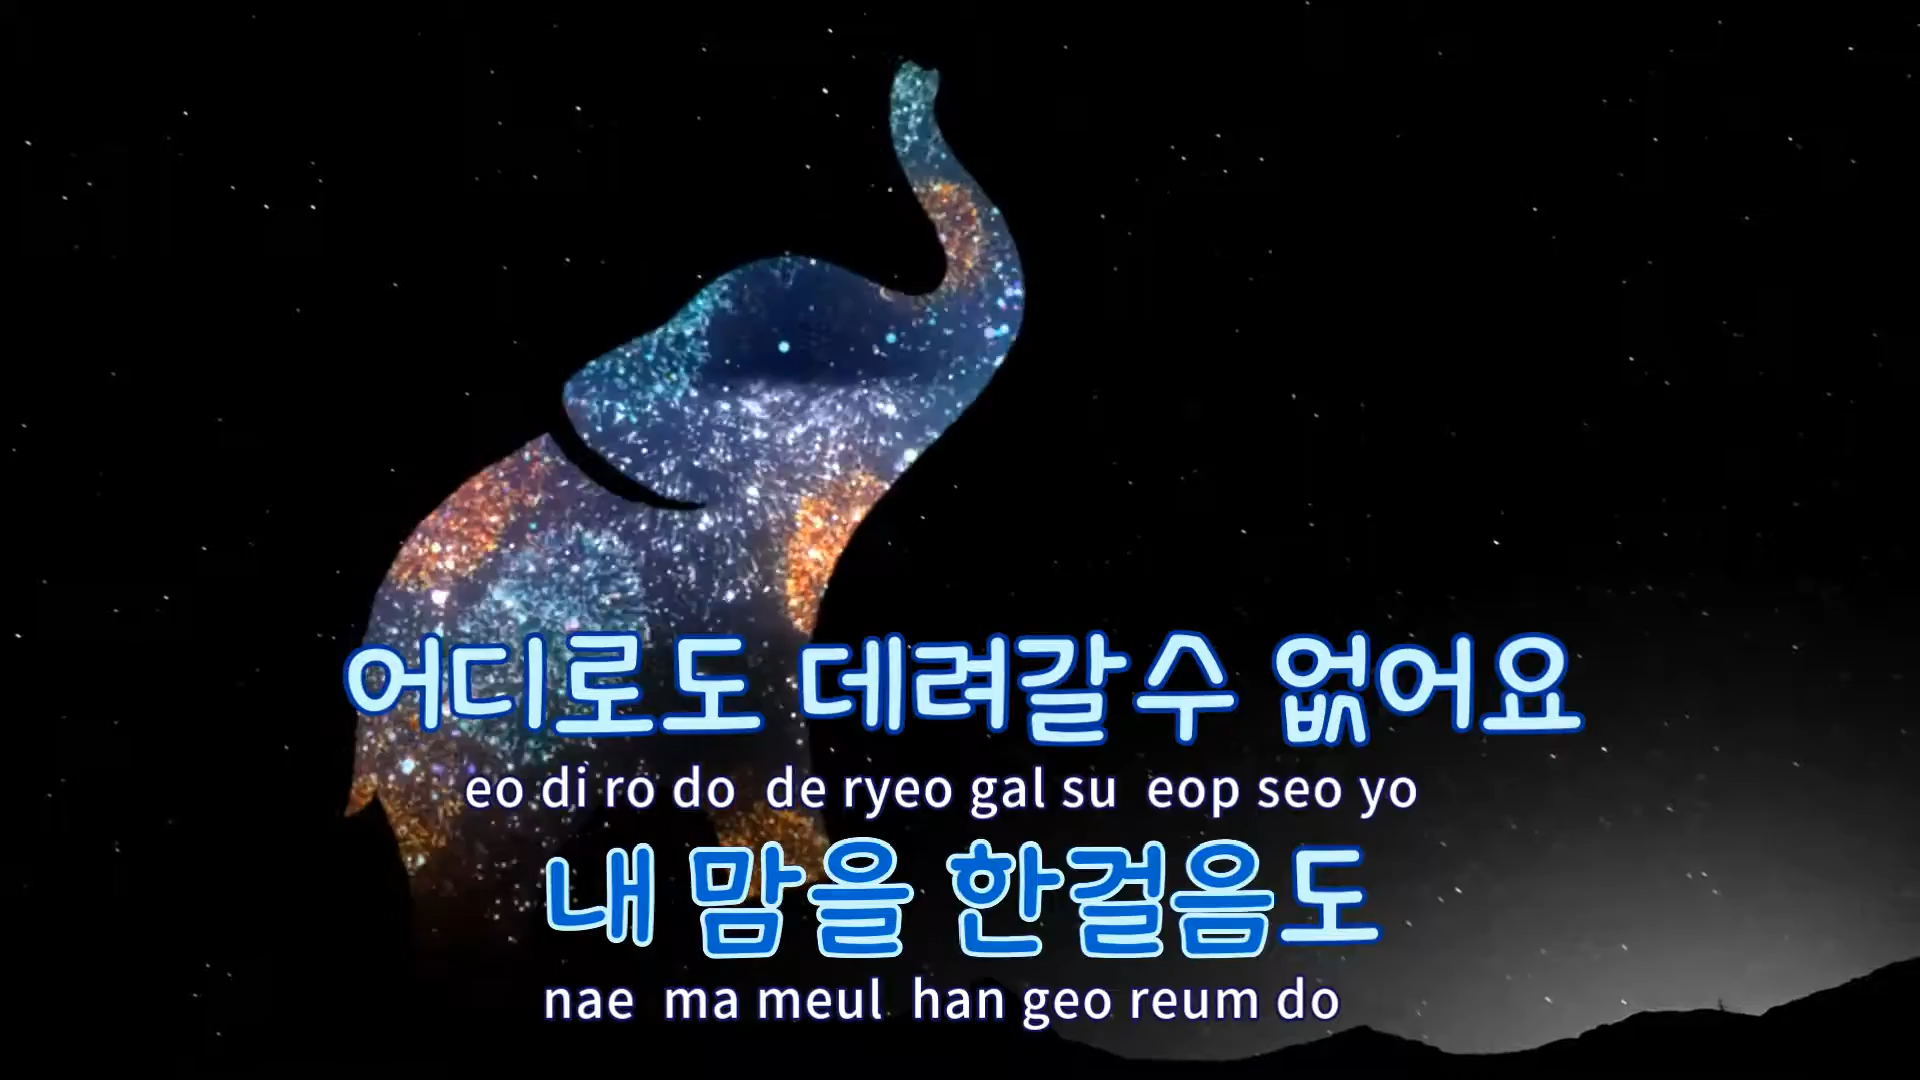 어디로도 데려갈수 없어요
eo di ro do de ryeo gal su eop seo yo
내 맘을 한걸음도
nae ma meul han geo reum do